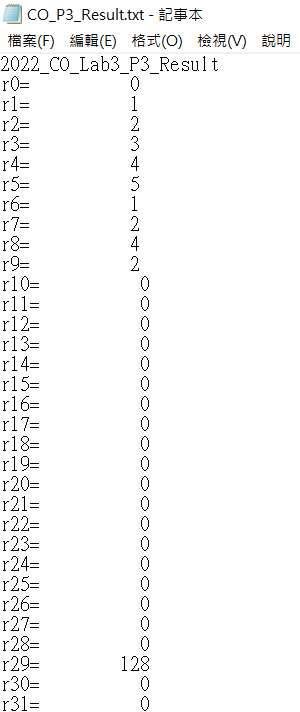 CO_P3_Result.txt - 記事本
檔案(F) 編輯(E) 格式(O) 檢視(V) 說明
2022_CO_Lab3_P3_Result
r0= 0
r1= 1
r2= 2
r3= 3
r4= 4
r5= 5
r6= 1
r7= 2
r8= 4
r9= 2
r10= 0
r11= 0
r12= 0
r13= 0
r14= 0
r15= 0
r16= 0
r17= 0
r18= 0
r19= 0
r20= 0
r21= 0
r22= 0
r23= 0
r24= 0
r25= 0
r26= 0
r27= 0
r28= 0
r29= 128
r30= 0
r31= 0